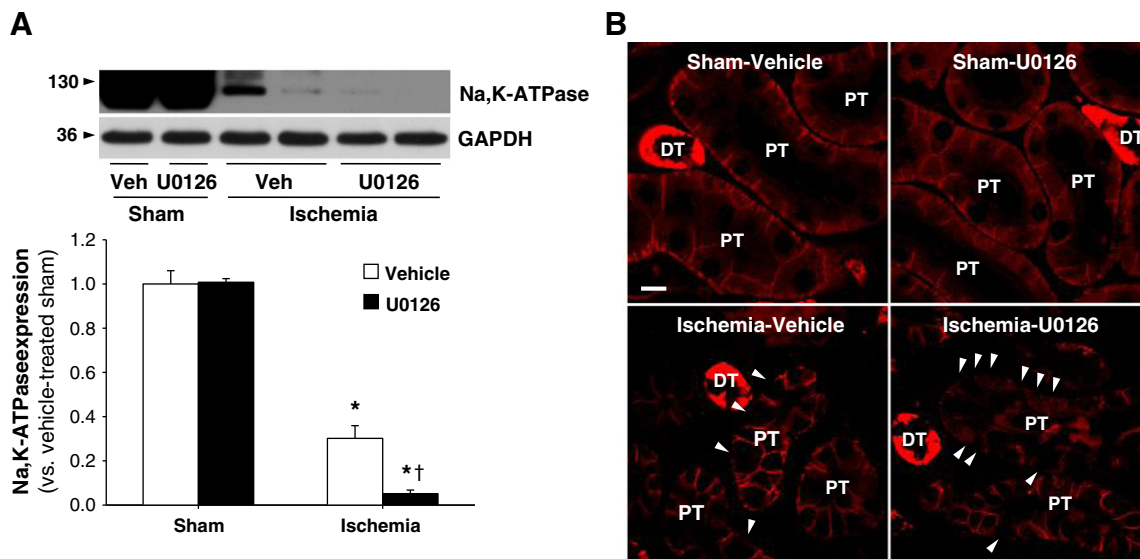 A
130
Na,K-ATPase
36
GAPDH
Veh U0126 Veh U0126
Sham Ischemia
Na,K-ATPaseexpression
(vs. vehicle-treated sham)
1.2
1.0
0.8
0.6
0.4
0.2
0.0
Vehicle
U0126
*
*†
Sham Ischemia
B
Sham-Vehicle
PT
DT
PT
PT
Sham-U0126
PT
DT
PT
PT
PT
Ischemia-Vehicle
DT
PT
PT
PT
Ischemia-U0126
PT
DT
PT